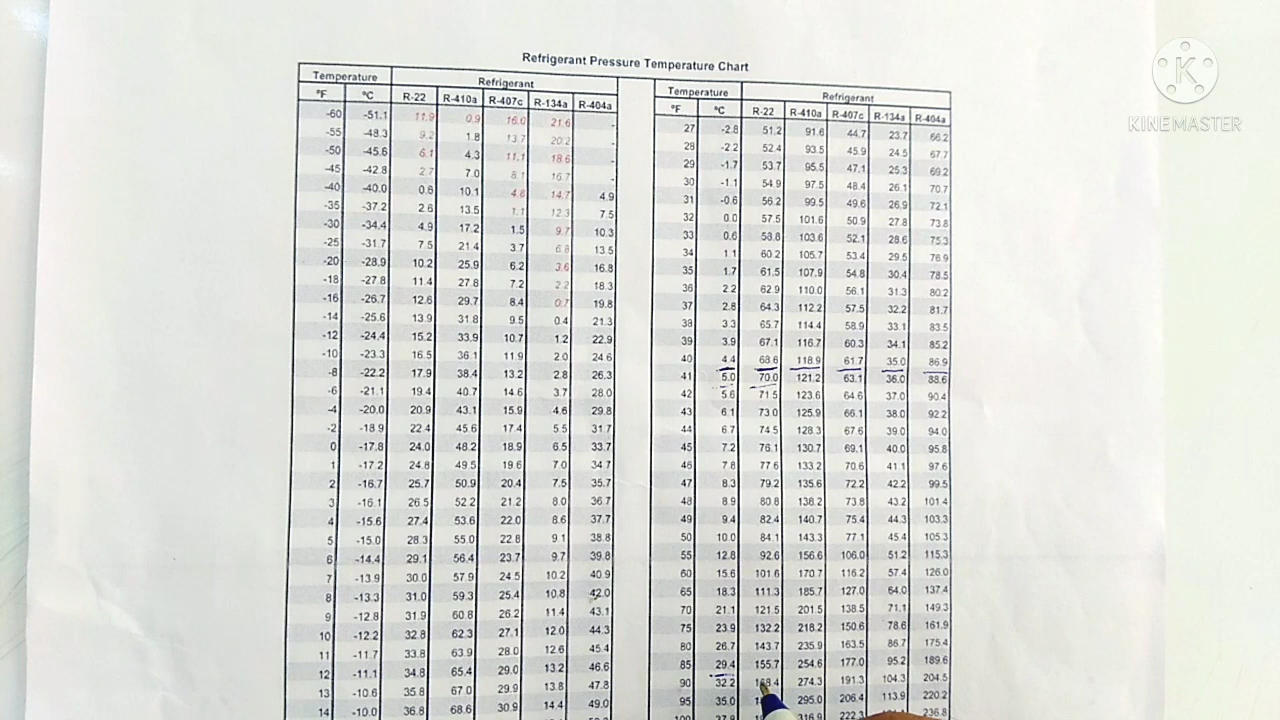 Refrigerant Pressure Temperature Chart
Temperature Refrigerant
°F °C R-22 R-410a R-407c R-134a R-404a
-60 -51.1 11.9 0.9 16.0 21.6 -
-55 -48.3 9.2 1.8 13.7 20.2 -
-50 -45.6 6.1 4.3 11.1 18.6 -
-45 -42.8 2.7 7.0 8.1 16.7 -
-40 -40.0 0.6 10.1 4.8 14.7 4.9
-35 -37.2 2.6 13.5 1.1 12.3 7.5
-30 -34.4 4.9 17.2 1.5 9.7 10.3
-25 -31.7 7.5 21.4 3.7 6.8 13.5
-20 -28.9 10.2 25.9 6.2 3.6 16.8
-18 -27.8 11.4 27.8 7.2 2.2 18.3
-16 -26.7 12.6 29.7 8.4 0.7 19.8
-14 -25.6 13.9 31.8 9.5 0.4 21.3
-12 -24.4 15.2 33.9 10.7 1.2 22.9
-10 -23.3 16.5 36.1 11.9 2.0 24.6
-8 -22.2 17.9 38.4 13.2 2.8 26.3
-6 -21.1 19.4 40.7 14.6 3.7 28.0
-4 -20.0 20.9 43.1 15.9 4.6 29.8
-2 -18.9 22.4 45.6 17.4 5.5 31.7
0 -17.8 24.0 48.2 18.9 6.5 33.7
1 -17.2 24.8 49.5 19.6 7.0 34.7
2 -16.7 25.7 50.9 20.4 7.5 35.7
3 -16.1 26.5 52.2 21.2 8.0 36.7
4 -15.6 27.4 53.6 22.0 8.6 37.7
5 -15.0 28.3 55.0 22.8 9.1 38.8
6 -14.4 29.1 56.4 23.7 9.7 39.8
7 -13.9 30.0 57.9 24.5 10.2 40.9
8 -13.3 31.0 59.3 25.4 10.8 42.0
9 -12.8 31.9 60.8 26.2 11.4 43.1
10 -12.2 32.8 62.3 27.1 12.0 44.3
11 -11.7 33.8 63.9 28.0 12.6 45.4
12 -11.1 34.8 65.4 29.0 13.2 46.6
13 -10.6 35.8 67.0 29.9 13.8 47.8
14 -10.0 36.8 68.6 30.9 14.4 49.0
Temperature Refrigerant
°F °C R-22 R-410a R-407c R-134a R-404a
27 -2.8 51.2 91.6 44.7 23.7 66.2
28 -2.2 52.4 93.5 45.9 24.5 67.7
29 -1.7 53.7 95.5 47.1 25.3 69.2
30 -1.1 54.9 97.5 48.4 26.1 70.7
31 -0.6 56.2 99.5 49.6 26.9 72.1
32 0.0 57.5 101.6 50.9 27.8 73.8
33 0.6 58.8 103.6 52.1 28.6 75.3
34 1.1 60.2 105.7 53.4 29.5 76.9
35 1.7 61.5 107.9 54.8 30.4 78.5
36 2.2 62.9 110.0 56.1 31.3 80.2
37 2.8 64.3 112.2 57.5 32.2 81.7
38 3.3 65.7 114.4 58.9 33.1 83.5
39 3.9 67.1 116.7 60.3 34.1 85.2
40 4.4 68.6 118.9 61.7 35.0 86.9
41 5.0 70.0 121.2 63.1 36.0 88.6
42 5.6 71.5 123.6 64.6 37.0 90.4
43 6.1 73.0 125.9 66.1 38.0 92.2
44 6.7 74.5 128.3 67.6 39.0 94.0
45 7.2 76.1 130.7 69.1 40.0 95.8
46 7.8 77.6 133.2 70.6 41.1 97.6
47 8.3 79.2 135.6 72.2 42.2 99.5
48 8.9 80.8 138.2 73.8 43.2 101.4
49 9.4 82.4 140.7 75.4 44.3 103.3
50 10.0 84.1 143.3 77.1 45.4 105.3
55 12.8 92.6 156.6 106.0 51.2 115.3
60 15.6 101.6 170.7 116.2 57.4 126.0
65 18.3 111.3 185.7 127.0 64.0 137.4
70 21.1 121.5 201.5 138.5 71.1 149.3
75 23.9 132.2 218.2 150.6 78.6 161.9
80 26.7 143.7 235.9 163.5 86.7 175.4
85 29.4 155.7 254.6 177.0 95.2 189.6
90 32.2 168.4 274.3 191.3 104.3 204.5
95 35.0 295.0 206.4 113.9 220.2
100 37.8 316.9 222.3 236.8
K
KINEMASTER